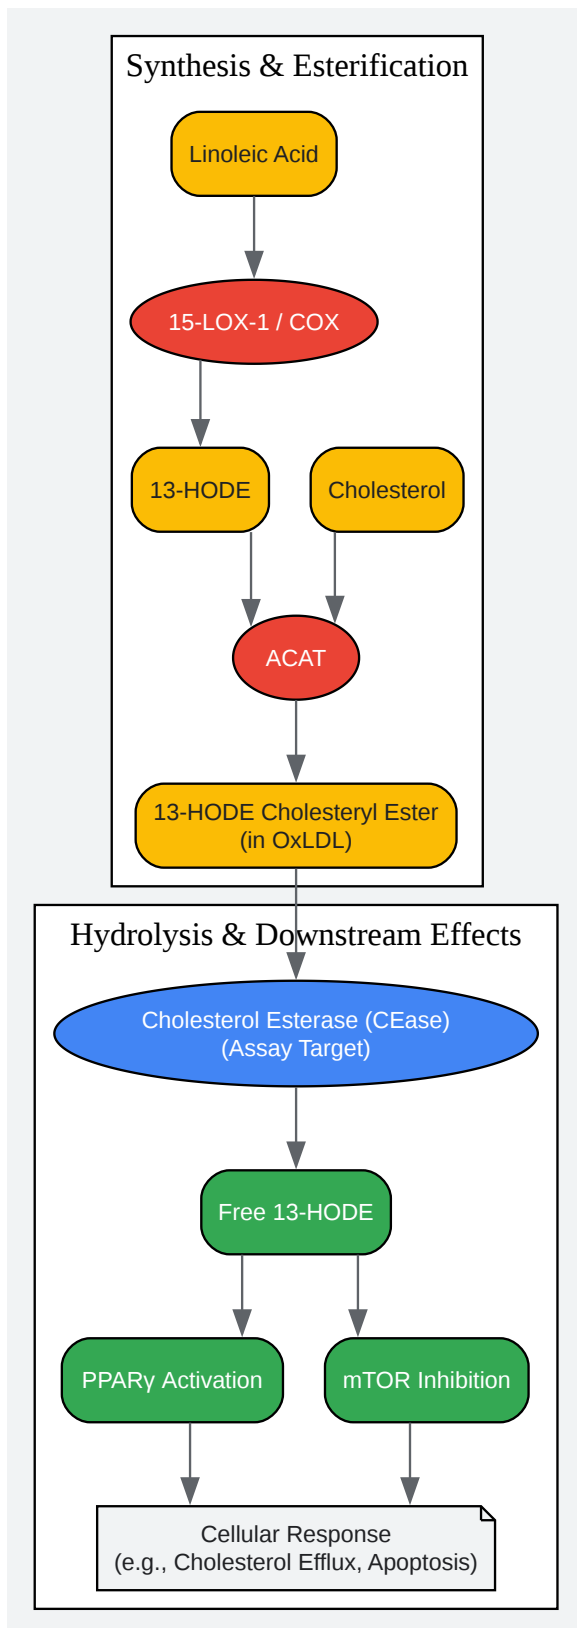 Synthesis & Esterification
Linoleic Acid
15-LOX-1 / COX
13-HODE
Cholesterol
ACAT
13-HODE Cholesteryl Ester
(in OxLDL)
Hydrolysis & Downstream Effects
Cholesterol Esterase (CEase)
(Assay Target)
Free 13-HODE
PPARγ Activation
mTOR Inhibition
Cellular Response
(e.g., Cholesterol Efflux, Apoptosis)